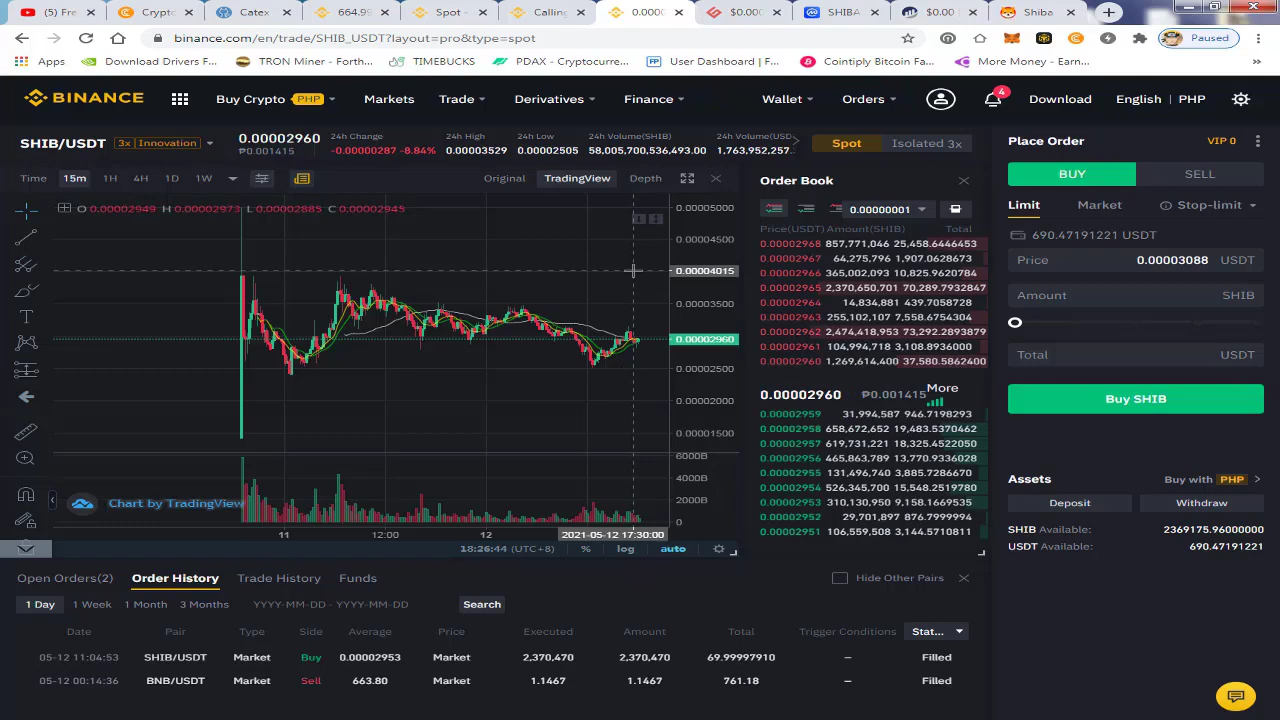 (5) Fre
Crypto
Catex
664.99
Spot
Callin
0.0000
0.000
SHIBA
$0.00
Shiba
binance.com/en/trade/SHIB_USDT?layout=pro&type=spot
Paused
Apps
Download Drives F...
TRON Miner - Forth...
TIMEBUCKS
PDAX - Cryptocurre...
User Dashboard | F...
Cointiply Bitcoin Fa...
More Money - Earn...
»
BINANCE
Buy Crypto PHP
Markets
Trade
Derivatives
Finance
Wallet
Orders
4
Download
English | PHP
SHIB/USDT
3x | Innovation
0.00002960
₱0.001415
24h Change
-0.00000287 -8.84%
24h High
0.00003529
24h Low
0.00002505
24h Volume(SHIB)
58,005,700,536,493.00
24h Volume(USD
1,763,952,257.
Spot
Isolated 3x
Time 15m 1H 4H 1D 1W
Original TradingView Depth
O 0.00002949 H 0.00002973 L 0.00002885 C 0.00002945
0.00005000
0.00004500
0.00004015
0.00003500
0.00002960
0.00002500
0.00002000
0.00001500
6000B
4000B
2000B
0
Chart by TradingView
11 12:00 12 2021-05-12 17:30:00
18:26:44 (UTC+8) % log auto
Order Book
0.00000001
Price(USDT) Amount(SHIB) Total
0.00002968 857,771,046 25,458.6446453
0.00002967 64,275,796 1,907.0628673
0.00002966 365,002,093 10,825.9620784
0.00002965 2,370,650,701 70,289.7932847
0.00002964 14,834,881 439.7058728
0.00002963 255,107,285 7,558.6753064
0.00002962 2,474,418,953 73,292.2893879
0.00002961 104,994,718 3,108.8936000
0.00002960 1,269,614,400 37,580.5862400
0.00002960 ₱0.001415 More
0.00002959 31,994,587 946.7198293
0.00002958 658,672,652 19,483.5370462
0.00002957 619,731,221 18,325.4522050
0.00002956 465,863,789 13,770.9336028
0.00002955 131,496,740 3,885.7286670
0.00002954 526,345,700 15,548.2519780
0.00002953 310,130,950 9,158.1669535
0.00002952 29,701,897 876.7999994
0.00002951 106,559,508 3,144.5710811
Place Order
VIP 0
BUY
SELL
Limit Market Stop-limit
690.47191221 USDT
Price 0.00003088 USDT
Amount SHIB
Total USDT
Buy SHIB
Assets
Buy with PHP
Deposit
Withdraw
SHIB Available: 2369175.96000000
USDT Available: 690.47191221
Open Orders(2) Order History Trade History Funds
Hide Other Pairs
1 Day 1 Week 1 Month 3 Months YYYY-MM-DD - YYYY-MM-DD Search
Date Pair Type Side Average Price Executed Amount Total Trigger Conditions Stat...
05-12 11:04:53 SHIB/USDT Market Buy 0.00002953 Market 2,370,470 2,370,470 69.99997910 – Filled
05-12 00:14:36 BNB/USDT Market Sell 663.80 Market 1.1467 1.1467 761.18 – Filled